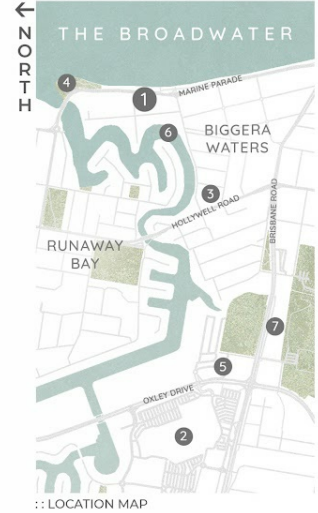 NORTH
THE BROADWATER
4
1
MARINE PARADE
6
BIGGERA
WATERS
3
HOLLYWELL ROAD
BRISBANE ROAD
RUNAWAY
BAY
7
5
OXLEY DRIVE
2
:: LOCATION MAP